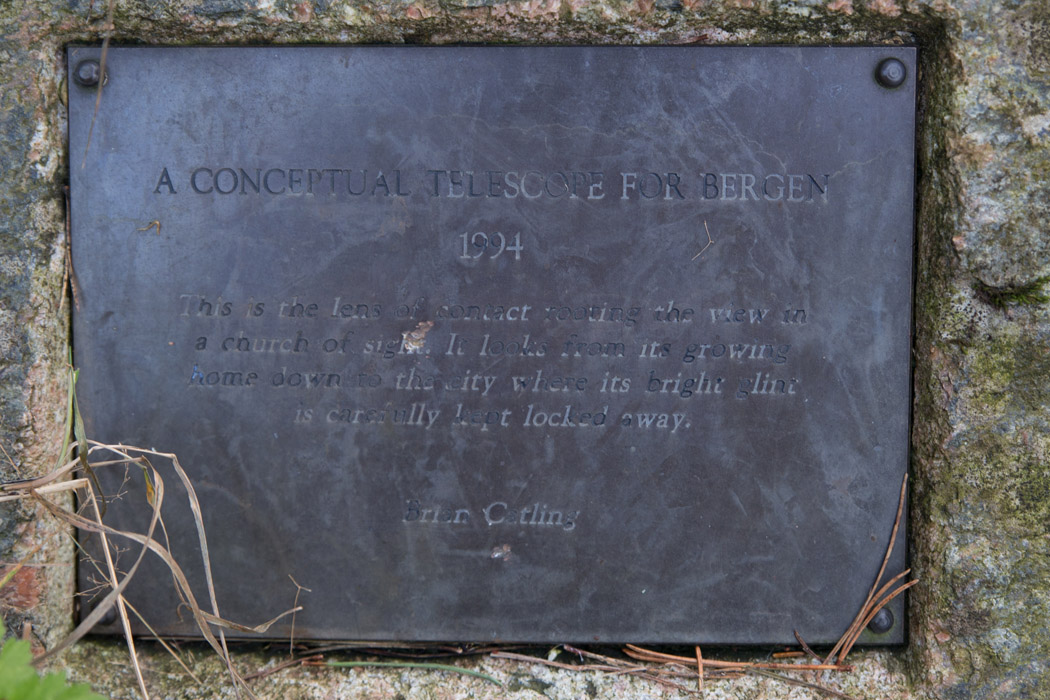 A CONCEPTUAL TELESCOPE FOR BERGEN
1994
This is the lens of contact rooting the view in
a church of sight. It looks from its growing
home down to the city where its bright glint
is carefully kept locked away.
Brian Catling